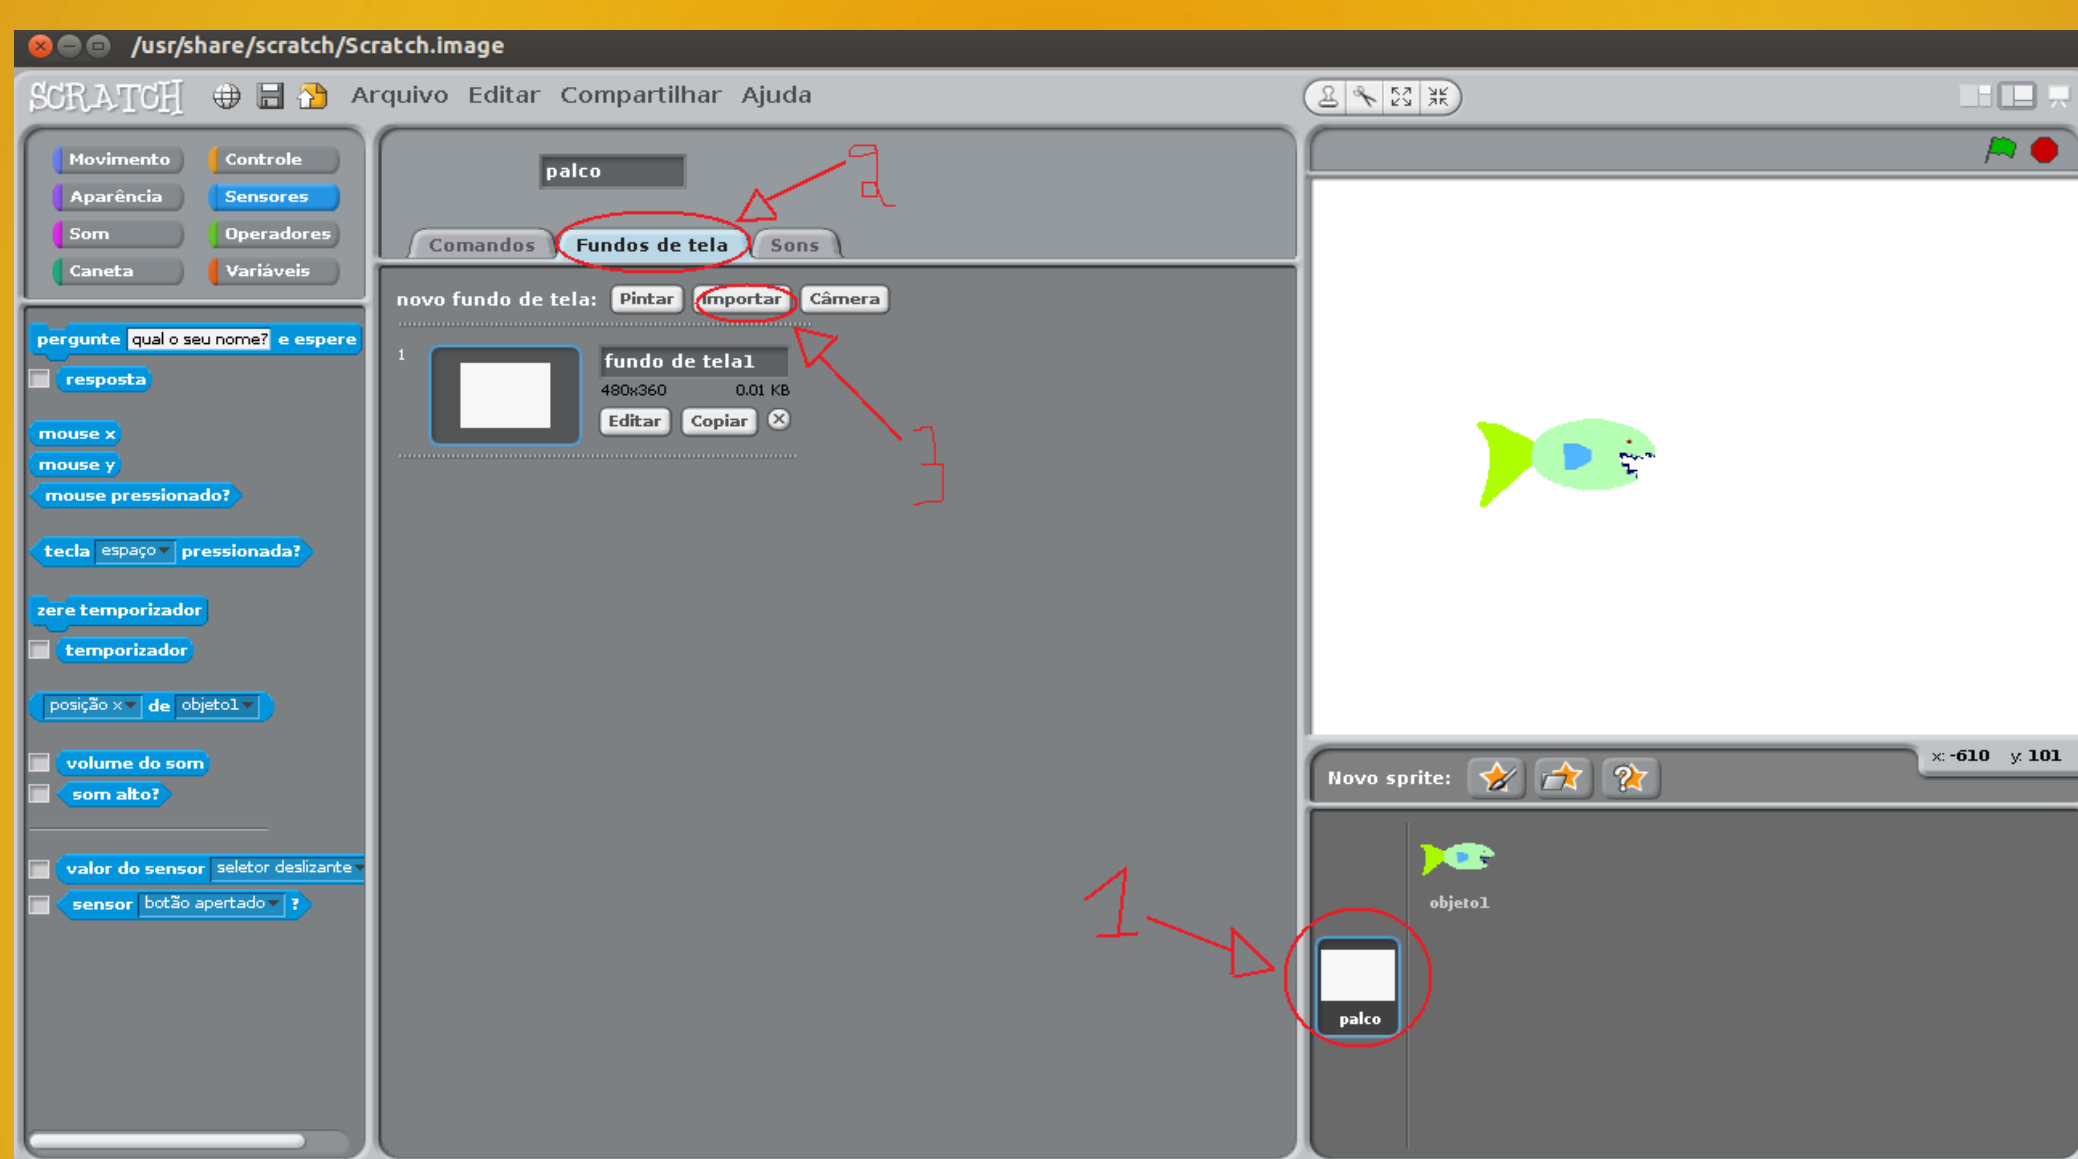 /usr/share/scratch/Scratch.image
SCRATCH Arquivo Editar Compartilhar Ajuda
Movimento Controle
Aparência Sensores
Som Operadores
Caneta Variáveis
pergunte qual o seu nome? e espere
resposta
mouse x
mouse y
mouse pressionado?
tecla espaço pressionada?
zere temporizador
temporizador
posição x de objeto1
volume do som
som alto?
valor do sensor seletor deslizante
sensor botão apertado ?
palco
2
Comandos Fundos de tela Sons
novo fundo de tela: Pintar Importar Câmera
1
fundo de tela1
480x360 0.01 KB
Editar Copiar
3
1
x: -610 y: 101
Novo sprite:
objeto1
palco